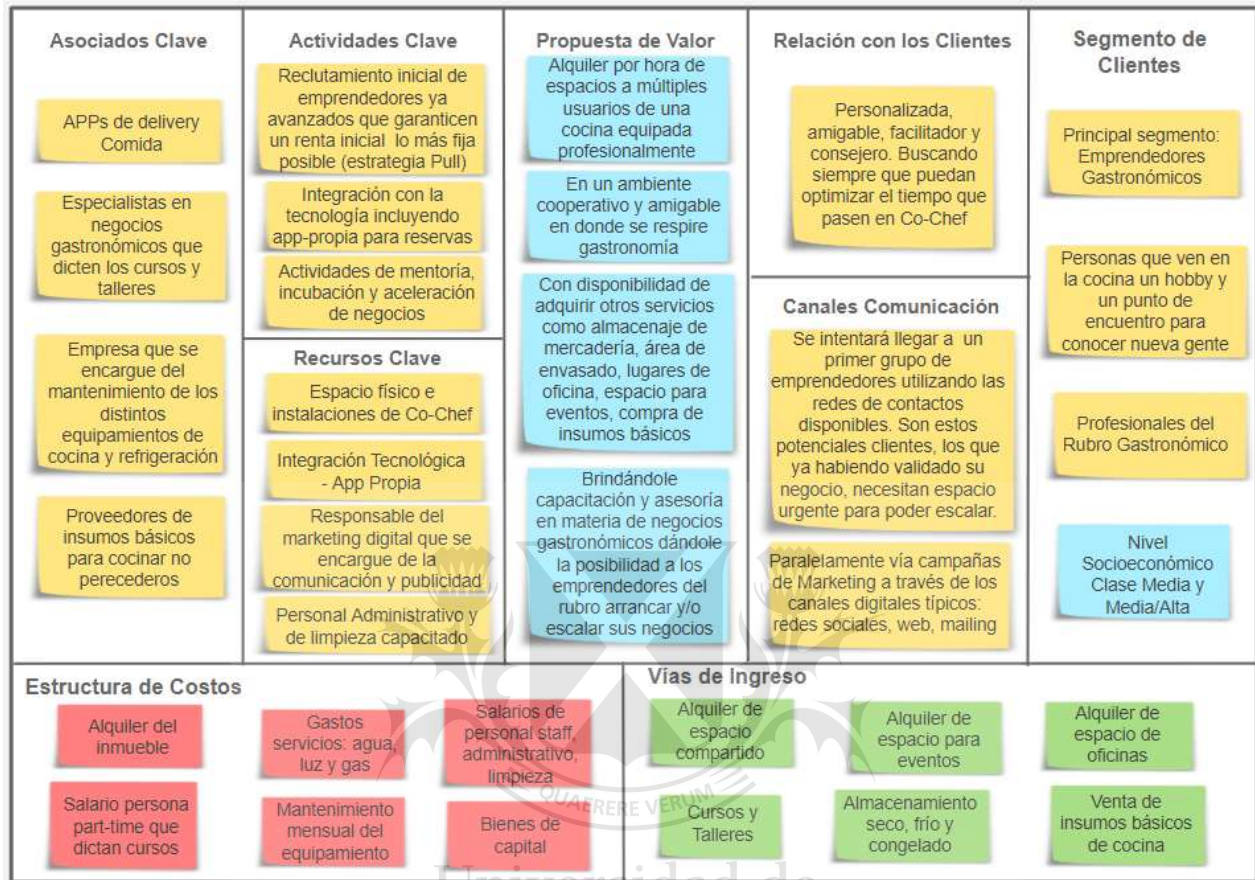 Asociados Clave
APPs de delivery
Comida
Especialistas en
negocios
gastronómicos que
dicten los cursos y
talleres
Empresa que se
encargue del
mantenimiento de los
distintos
equipamientos de
cocina y refrigeración
Proveedores de
insumos básicos
para cocinar no
perecederos
Actividades Clave
Reclutamiento inicial de
emprendedores ya
avanzados que garanticen
un renta inicial lo más fija
posible (estrategia Pull)
Integración con la
tecnología incluyendo
app-propia para reservas
Actividades de mentoría,
incubación y aceleración
de negocios
Recursos Clave
Espacio físico e
instalaciones de Co-Chef
Integración Tecnológica
- App Propia
Responsable del
marketing digital que se
encargue de la
comunicación y publicidad
Personal Administrativo y
de limpieza capacitado
Propuesta de Valor
Alquiler por hora de
espacios a múltiples
usuarios de una
cocina equipada
profesionalmente
En un ambiente
cooperativo y amigable
en donde se respire
gastronomía
Con disponibilidad de
adquirir otros servicios
como almacenaje de
mercadería, área de
envasado, lugares de
oficina, espacio para
eventos, compra de
insumos básicos
Brindándole
capacitación y asesoría
en materia de negocios
gastronómicos dándole
la posibilidad a los
emprendedores del
rubro arrancar y/o
escalar sus negocios
Relación con los Clientes
Personalizada,
amigable, facilitador y
consejero. Buscando
siempre que puedan
optimizar el tiempo que
pasen en Co-Chef
Canales Comunicación
Se intentará llegar a un
primer grupo de
emprendedores utilizando las
redes de contactos
disponibles. Son estos
potenciales clientes, los que
ya habiendo validado su
negocio, necesitan espacio
urgente para poder escalar.
Paralelamente vía campañas
de Marketing a través de los
canales digitales típicos:
redes sociales, web, mailing
Segmento de
Clientes
Principal segmento:
Emprendedores
Gastronómicos
Personas que ven en
la cocina un hobby y
un punto de
encuentro para
conocer nueva gente
Profesionales del
Rubro Gastronómico
Nivel
Socioeconómico
Clase Media y
Media/Alta
Estructura de Costos
Alquiler del
inmueble
Gastos
servicios: agua,
luz y gas
Salarios de
personal staff,
administrativo,
limpieza
Salario persona
part-time que
dictan cursos
Mantenimiento
mensual del
equipamiento
Bienes de
capital
Vías de Ingreso
Alquiler de
espacio
compartido
Alquiler de
espacio para
eventos
Alquiler de
espacio de
oficinas
Cursos y
Talleres
Almacenamiento
seco, frío y
congelado
Venta de
insumos básicos
de cocina
QUAERERE VERUM
Universidad de